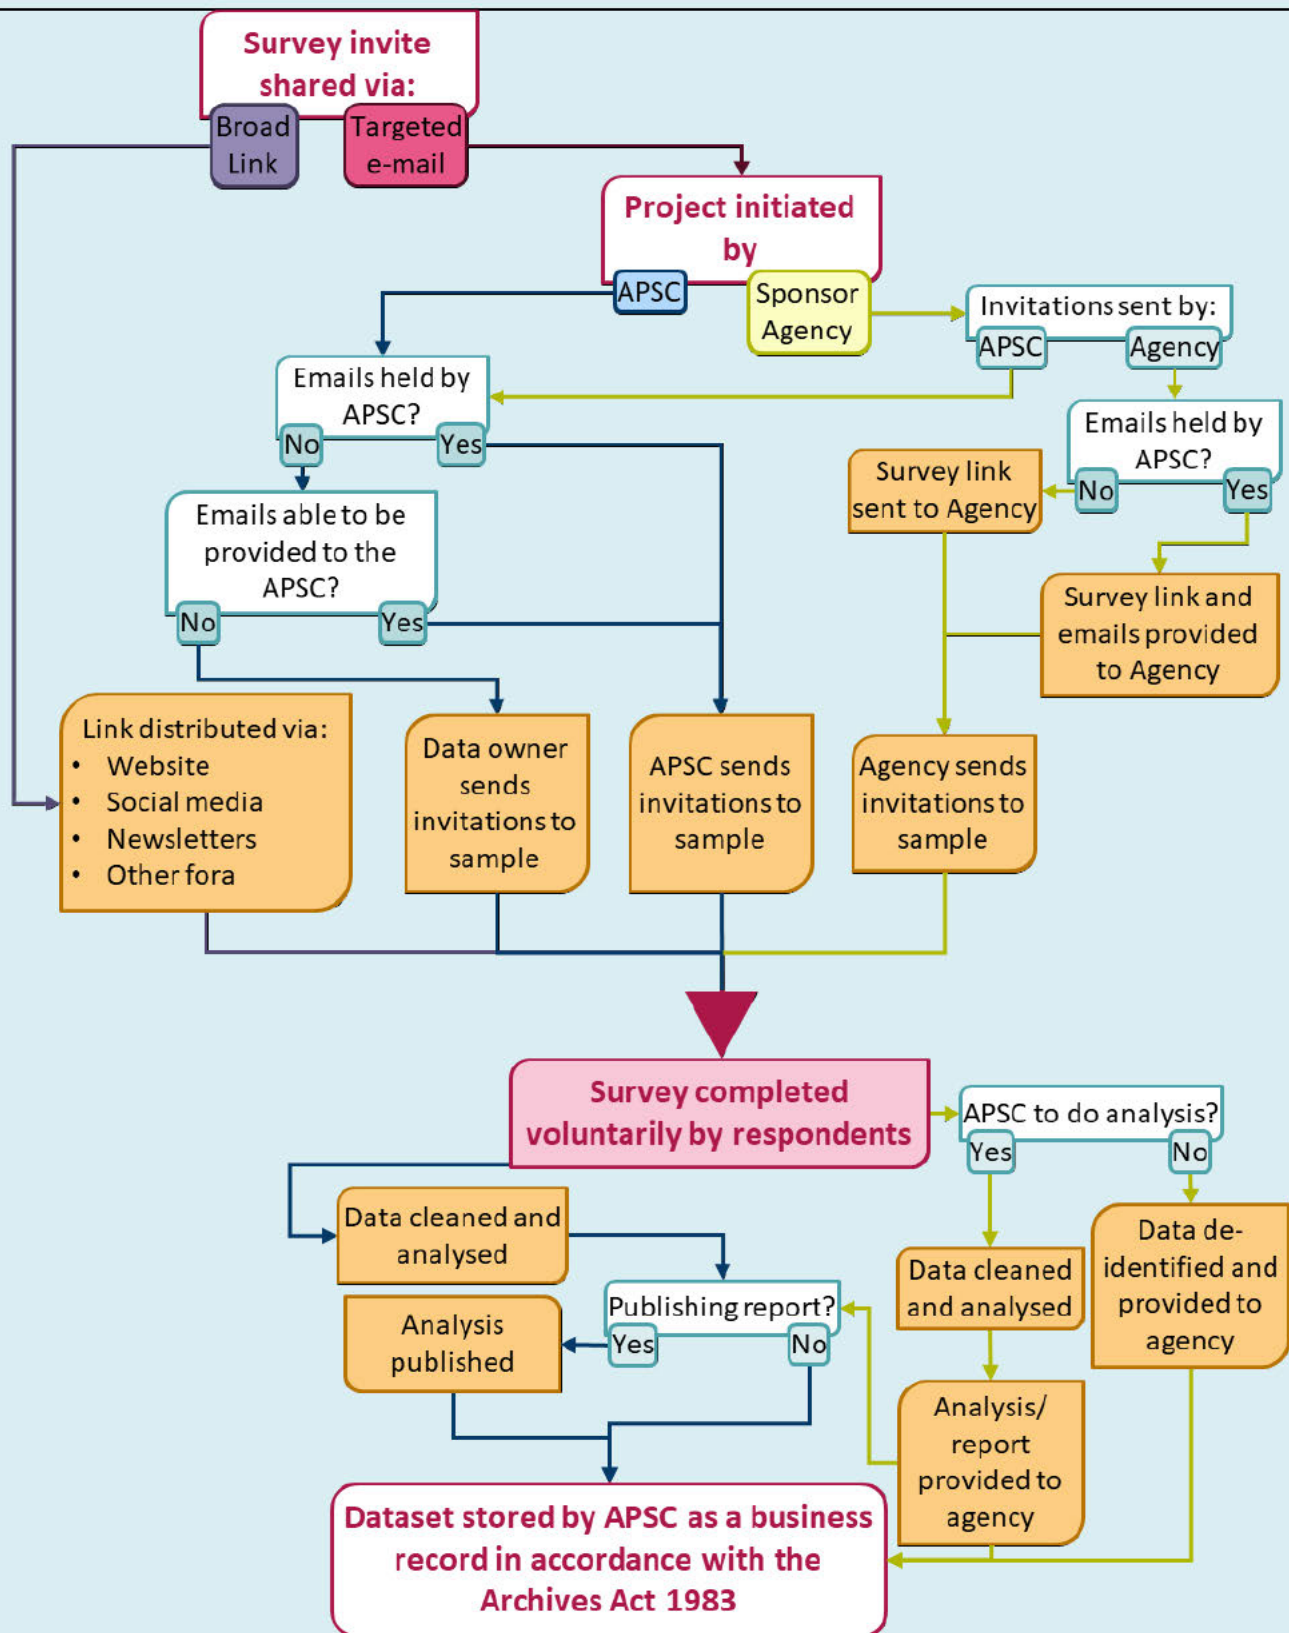 Survey invite
shared via:
Broad
Link
Targeted
e-mail
Project initiated
by
APSC
Sponsor
Agency
Invitations sent by:
APSC
Agency
Emails held by
APSC?
No
Yes
Emails held by
APSC?
No
Yes
Survey link
sent to Agency
Emails able to be
provided to the
APSC?
No
Yes
Survey link and
emails provided
to Agency
Link distributed via:
• Website
• Social media
• Newsletters
• Other fora
Data owner
sends
invitations to
sample
APSC sends
invitations to
sample
Agency sends
invitations to
sample
Survey completed
voluntarily by respondents
APSC to do analysis?
Yes
No
Data cleaned and
analysed
Data cleaned
and analysed
Data de-
identified and
provided to
agency
Publishing report?
Yes
No
Analysis
published
Analysis/
report
provided to
agency
Dataset stored by APSC as a business
record in accordance with the
Archives Act 1983